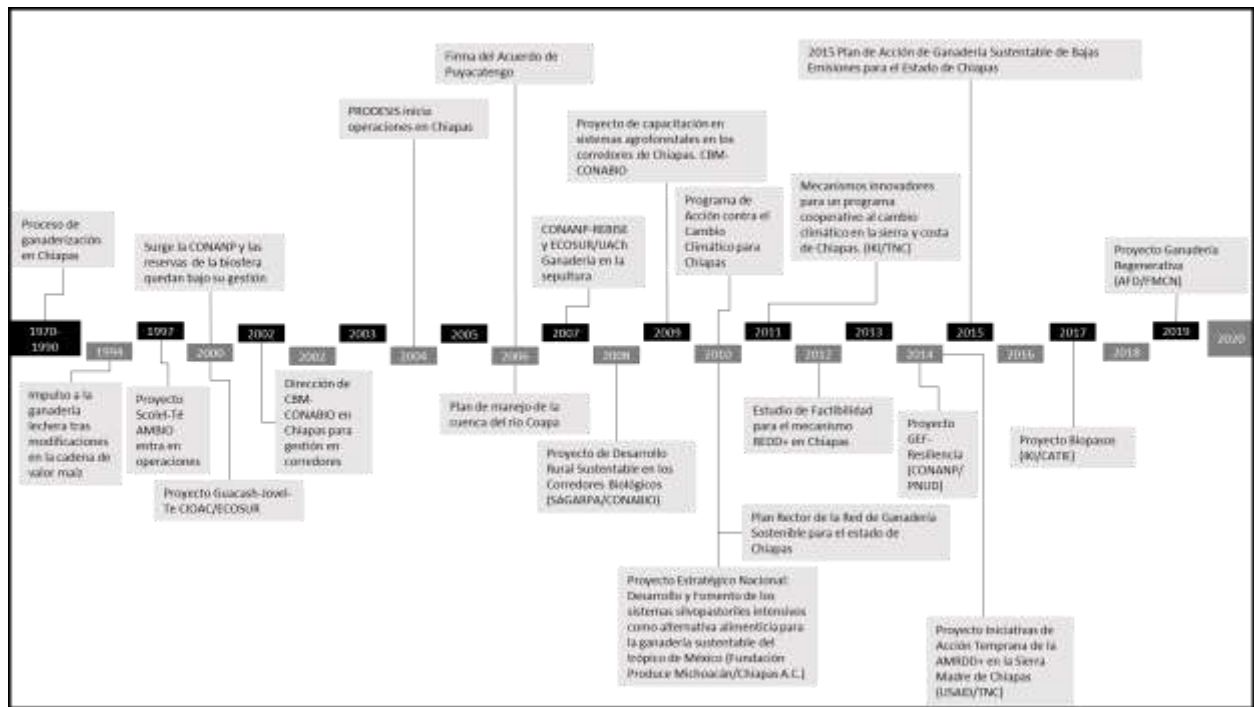 Firma del Acuerdo de
Puyacatengo
2015 Plan de Acción de Ganadería Sustentable de Bajas
Emisiones para el Estado de Chiapas
PRODESIS inicia
operaciones en Chiapas
Proyecto de capacitación en
sistemas agroforestales en los
corredores de Chiapas. CBM-
CONABIO
Mecanismos innovadores
para un programa
cooperativo al cambio
climático en la sierra y costa
de Chiapas. (IKI/TNC)
Programa de
Acción contra el
Cambio
Climático para
Chiapas
Proceso de
ganaderización
en Chiapas
Surge la CONANP y las
reservas de la biosfera
quedan bajo su gestión
CONANP-REBISE
y ECOSUR/UACh
Ganadería en la
sepultura
Proyecto Ganadería
Regenerativa
(AFD/FMCN)
1970-
1990
1994
1997
2000
2002
2002
2003
2004
2005
2006
2007
2008
2009
2010
2011
2012
2013
2014
2015
2016
2017
2018
2019
2020
Impulso a la
ganadería
lechera tras
modificaciones
en la cadena de
valor maíz
Proyecto
Scolel-Té
AMBIO
entra en
operaciones
Proyecto Guacash-Jovel-
Te CIOAC/ECOSUR
Dirección de
CBM-
CONABIO en
Chiapas para
gestión en
corredores
Plan de manejo de la
cuenca del río Coapa
Proyecto de Desarrollo
Rural Sustentable en los
Corredores Biológicos
(SAGARPA/CONABIO)
Estudio de Factibilidad
para el mecanismo
REDD+ en Chiapas
Proyecto
GEF-
Resiliencia
(CONANP/
PNUD)
Proyecto Biopasos
(IKI/CATIE)
Plan Rector de la Red de Ganadería
Sostenible para el estado de
Chiapas
Proyecto Estratégico Nacional:
Desarrollo y Fomento de los
sistemas silvopastoriles intensivos
como alternativa alimenticia para
la ganadería sustentable del
trópico de México (Fundación
Produce Michoacán/Chiapas A.C.)
Proyecto Iniciativas de
Acción Temprana de la
AMREDD+ en la Sierra
Madre de Chiapas
(USAID/TNC)